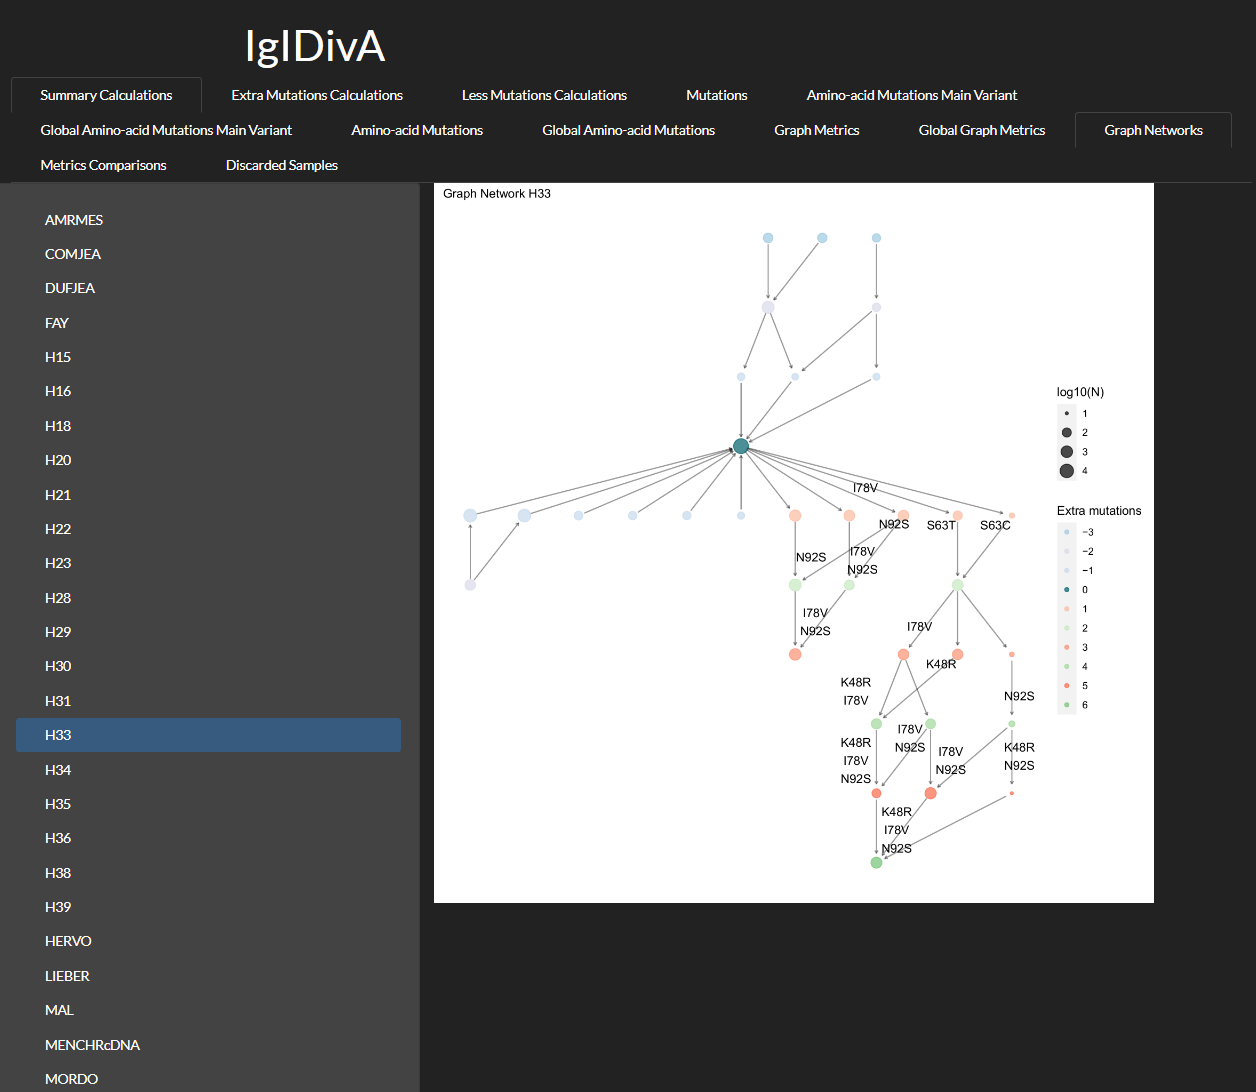 IgIDivA
Summary Calculations
Extra Mutations Calculations
Less Mutations Calculations
Mutations
Amino-acid Mutations Main Variant
Global Amino-acid Mutations Main Variant
Amino-acid Mutations
Global Amino-acid Mutations
Graph Metrics
Global Graph Metrics
Graph Networks
Metrics Comparisons
Discarded Samples
AMRMES
COMJEA
DUFJEA
FAY
H15
H16
H18
H20
H21
H22
H23
H28
H29
H30
H31
H33
H34
H35
H36
H38
H39
HERVO
LIEBER
MAL
MENCHRcDNA
MORDO
Graph Network H33
I78V
N92S
S63T
S63C
N92S
I78V
N92S
I78V
N92S
I78V
K48R
K48R
I78V
N92S
I78V
N92S
K48R
I78V
N92S
I78V
N92S
K48R
N92S
K48R
I78V
N92S
log10(N)
1
2
3
4
Extra mutations
−3
−2
−1
0
1
2
3
4
5
6